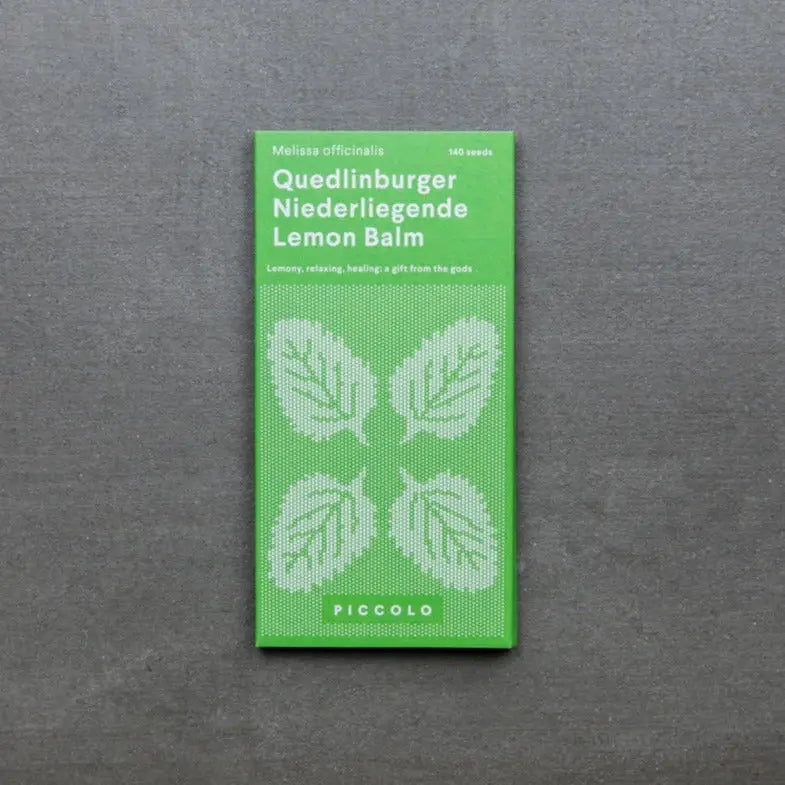 Melissa officinalis 140 seeds
Quedlinburger
Niederliegende
Lemon Balm
Lemony, relaxing, healing: a gift from the gods
PICCOLO